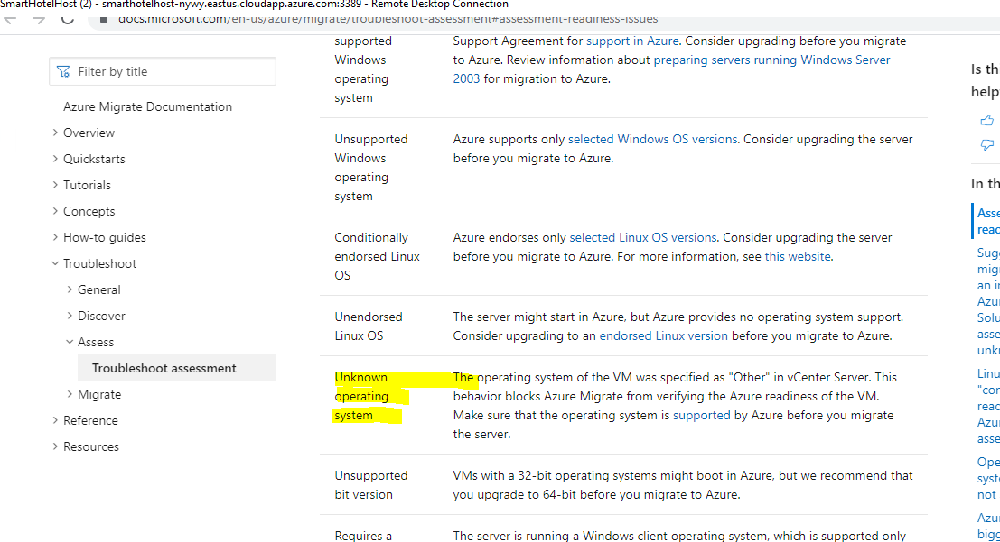 SmartHotelHost (2) - smarthotelhost-nywy.eastus.cloudapp.azure.com:3389 - Remote Desktop Connection
docs.microsoft.com/en-us/azure/migrate/troubleshoot-assessment#assessment-readiness-issues
Filter by title
Azure Migrate Documentation
Overview
Quickstarts
Tutorials
Concepts
How-to guides
Troubleshoot
General
Discover
Assess
Troubleshoot assessment
Migrate
Reference
Resources
supported
Windows
operating
system
Support Agreement for support in Azure. Consider upgrading before you migrate
to Azure. Review information about preparing servers running Windows Server
2003 for migration to Azure.
Unsupported
Windows
operating
system
Azure supports only selected Windows OS versions. Consider upgrading the server
before you migrate to Azure.
Conditionally
endorsed Linux
OS
Azure endorses only selected Linux OS versions. Consider upgrading the server
before you migrate to Azure. For more information, see this website.
Unendorsed
Linux OS
The server might start in Azure, but Azure provides no operating system support.
Consider upgrading to an endorsed Linux version before you migrate to Azure.
Unknown
operating
system
The operating system of the VM was specified as "Other" in vCenter Server. This
behavior blocks Azure Migrate from verifying the Azure readiness of the VM.
Make sure that the operating system is supported by Azure before you migrate
the server.
Unsupported
bit version
VMs with a 32-bit operating systems might boot in Azure, but we recommend that
you upgrade to 64-bit before you migrate to Azure.
Requires a
The server is running a Windows client operating system, which is supported only
Is th
help
In th
Asse
reac
Sug
mig
an i
Azu
Solu
asse
unk
Linu
"cor
reac
Azu
asse
Ope
syst
not
Azu
bigg